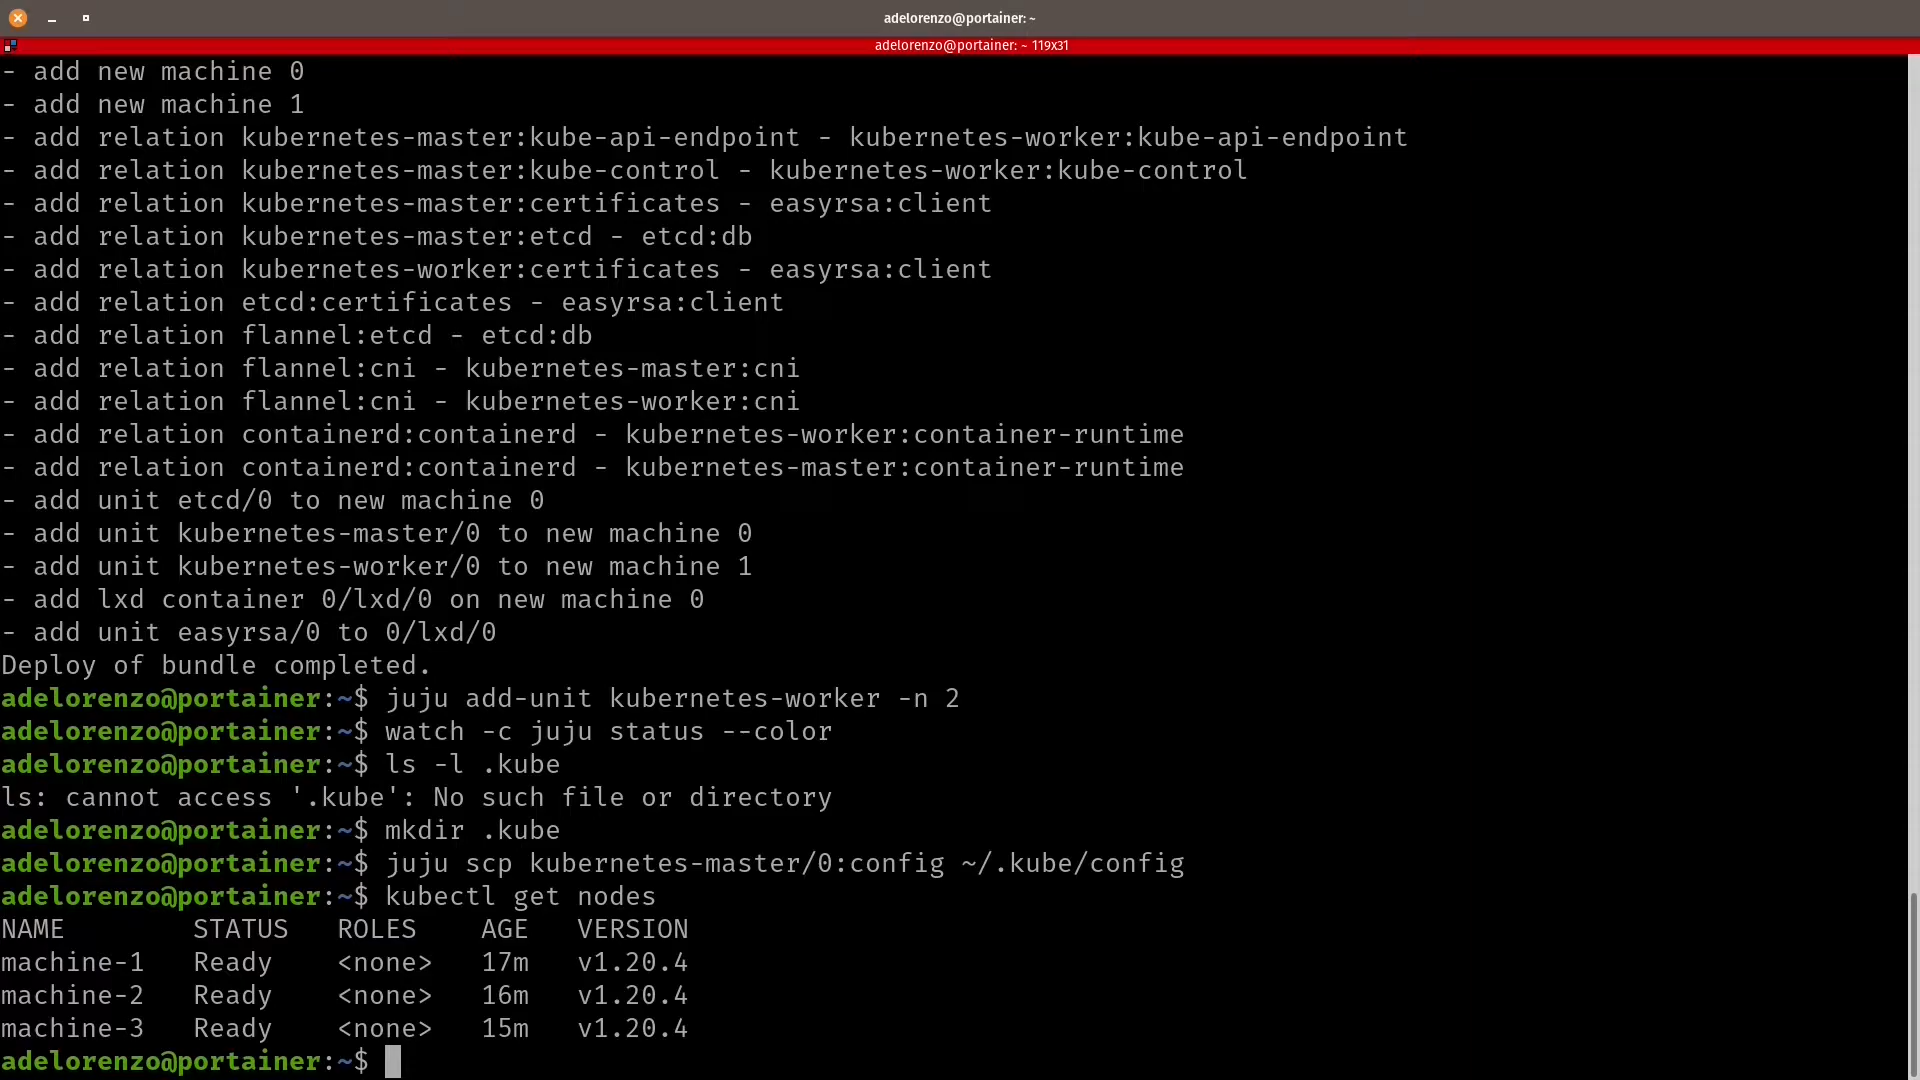 adelorenzo@portainer: ~
adelorenzo@portainer: ~ 119x31
- add new machine 0
- add new machine 1
- add relation kubernetes-master:kube-api-endpoint - kubernetes-worker:kube-api-endpoint
- add relation kubernetes-master:kube-control - kubernetes-worker:kube-control
- add relation kubernetes-master:certificates - easyrsa:client
- add relation kubernetes-master:etcd - etcd:db
- add relation kubernetes-worker:certificates - easyrsa:client
- add relation etcd:certificates - easyrsa:client
- add relation flannel:etcd - etcd:db
- add relation flannel:cni - kubernetes-master:cni
- add relation flannel:cni - kubernetes-worker:cni
- add relation containerd:containerd - kubernetes-worker:container-runtime
- add relation containerd:containerd - kubernetes-master:container-runtime
- add unit etcd/0 to new machine 0
- add unit kubernetes-master/0 to new machine 0
- add unit kubernetes-worker/0 to new machine 1
- add lxd container 0/lxd/0 on new machine 0
- add unit easyrsa/0 to 0/lxd/0
Deploy of bundle completed.
adelorenzo@portainer:~$ juju add-unit kubernetes-worker -n 2
adelorenzo@portainer:~$ watch -c juju status --color
adelorenzo@portainer:~$ ls -l .kube
ls: cannot access '.kube': No such file or directory
adelorenzo@portainer:~$ mkdir .kube
adelorenzo@portainer:~$ juju scp kubernetes-master/0:config ~/.kube/config
adelorenzo@portainer:~$ kubectl get nodes
NAME        STATUS   ROLES    AGE   VERSION
machine-1   Ready    <none>   17m   v1.20.4
machine-2   Ready    <none>   16m   v1.20.4
machine-3   Ready    <none>   15m   v1.20.4
adelorenzo@portainer:~$